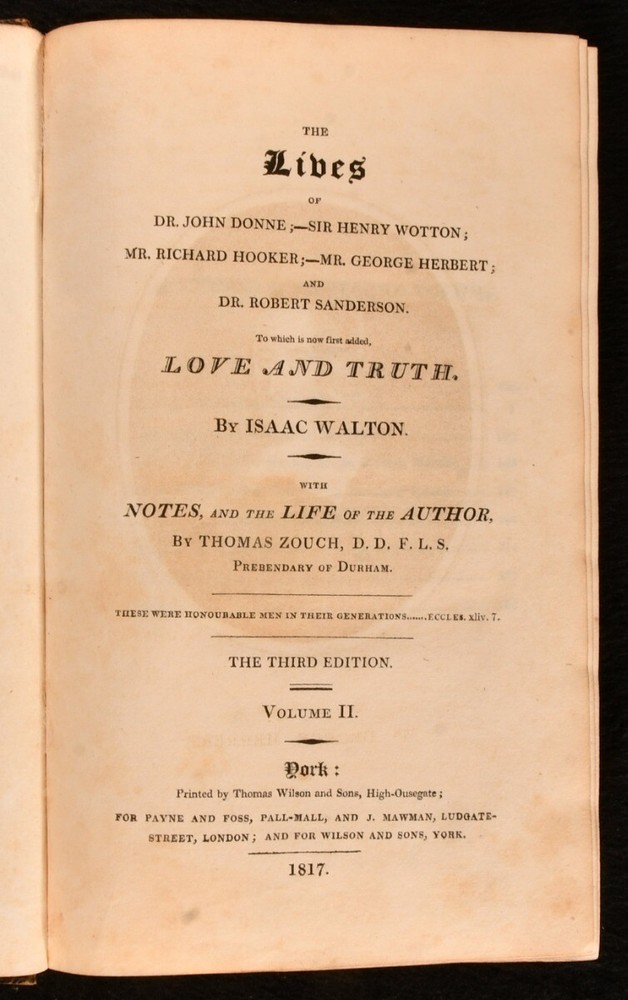 THE
Lives
OF
DR. JOHN DONNE;—SIR HENRY WOTTON;
MR. RICHARD HOOKER;—MR. GEORGE HERBERT;
AND
DR. ROBERT SANDERSON.
To which is now first added,
LOVE AND TRUTH.
BY ISAAC WALTON.
WITH
NOTES, AND THE LIFE OF THE AUTHOR,
BY THOMAS ZOUCH, D. D. F. L. S.
PREBENDARY OF DURHAM.
THESE WERE HONOURABLE MEN IN THEIR GENERATIONS......ECCLES. xliv. 7.
THE THIRD EDITION.
VOLUME II.
York:
Printed by Thomas Wilson and Sons, High-Ousegate;
FOR PAYNE AND FOSS, PALL-MALL, AND J. MAWMAN, LUDGATE-
STREET, LONDON; AND FOR WILSON AND SONS, YORK.
1817.